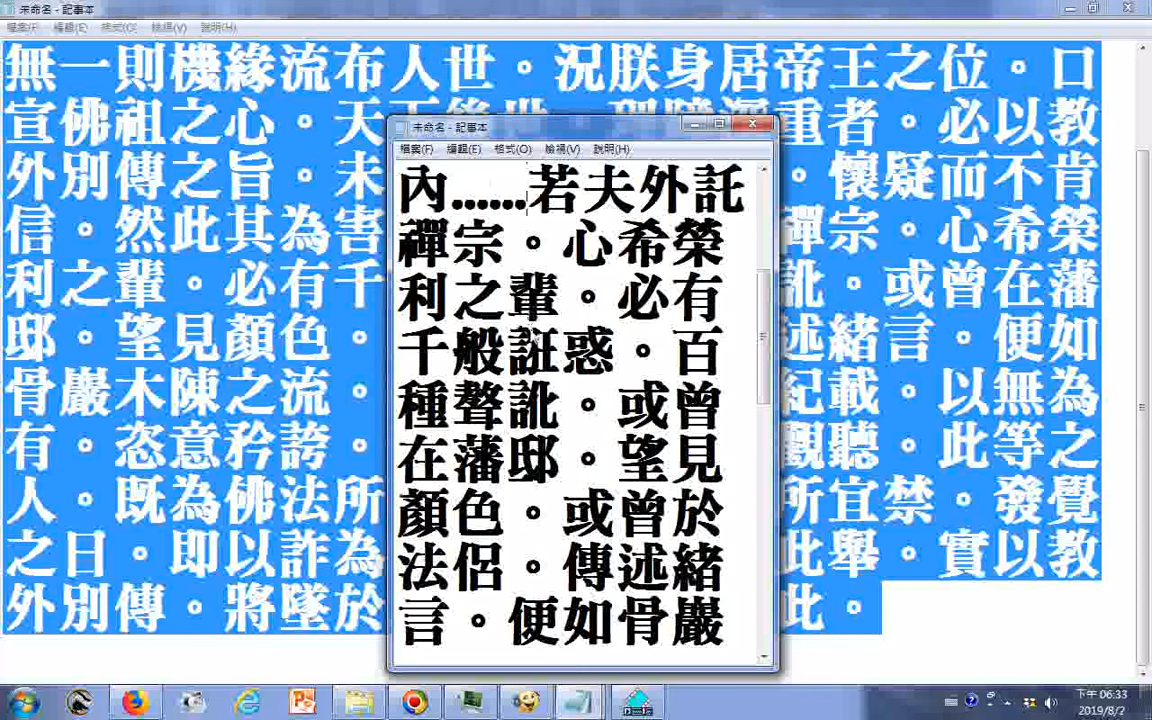 未命名 - 記事本
檔案(F) 編輯(E) 格式(O) 檢視(V) 說明(H)
無一則機緣流布人世。況朕身居帝王之位。口
宣佛祖之心。天
重者。必以教
外別傳之旨。未
。懷疑而不肯
信。然此其為害
禪宗。心希榮
利之輩。必有千
訛。或曾在藩
邸。望見顏色。
述緒言。便如
骨巖木陳之流。
紀載。以無為
有。恣意矜誇。
觀聽。此等之
人。既為佛法所
所宜禁。發覺
之日。即以詐為
此舉。實以教
外別傳。將墜於
此。
未命名 - 記事本
檔案(F) 編輯(E) 格式(O) 檢視(V) 說明(H)
內......若夫外託
禪宗。心希榮
利之輩。必有
千般誑惑。百
種聱訛。或曾
在藩邸。望見
顏色。或曾於
法侶。傳述緒
言。便如骨巖
下午 06:33